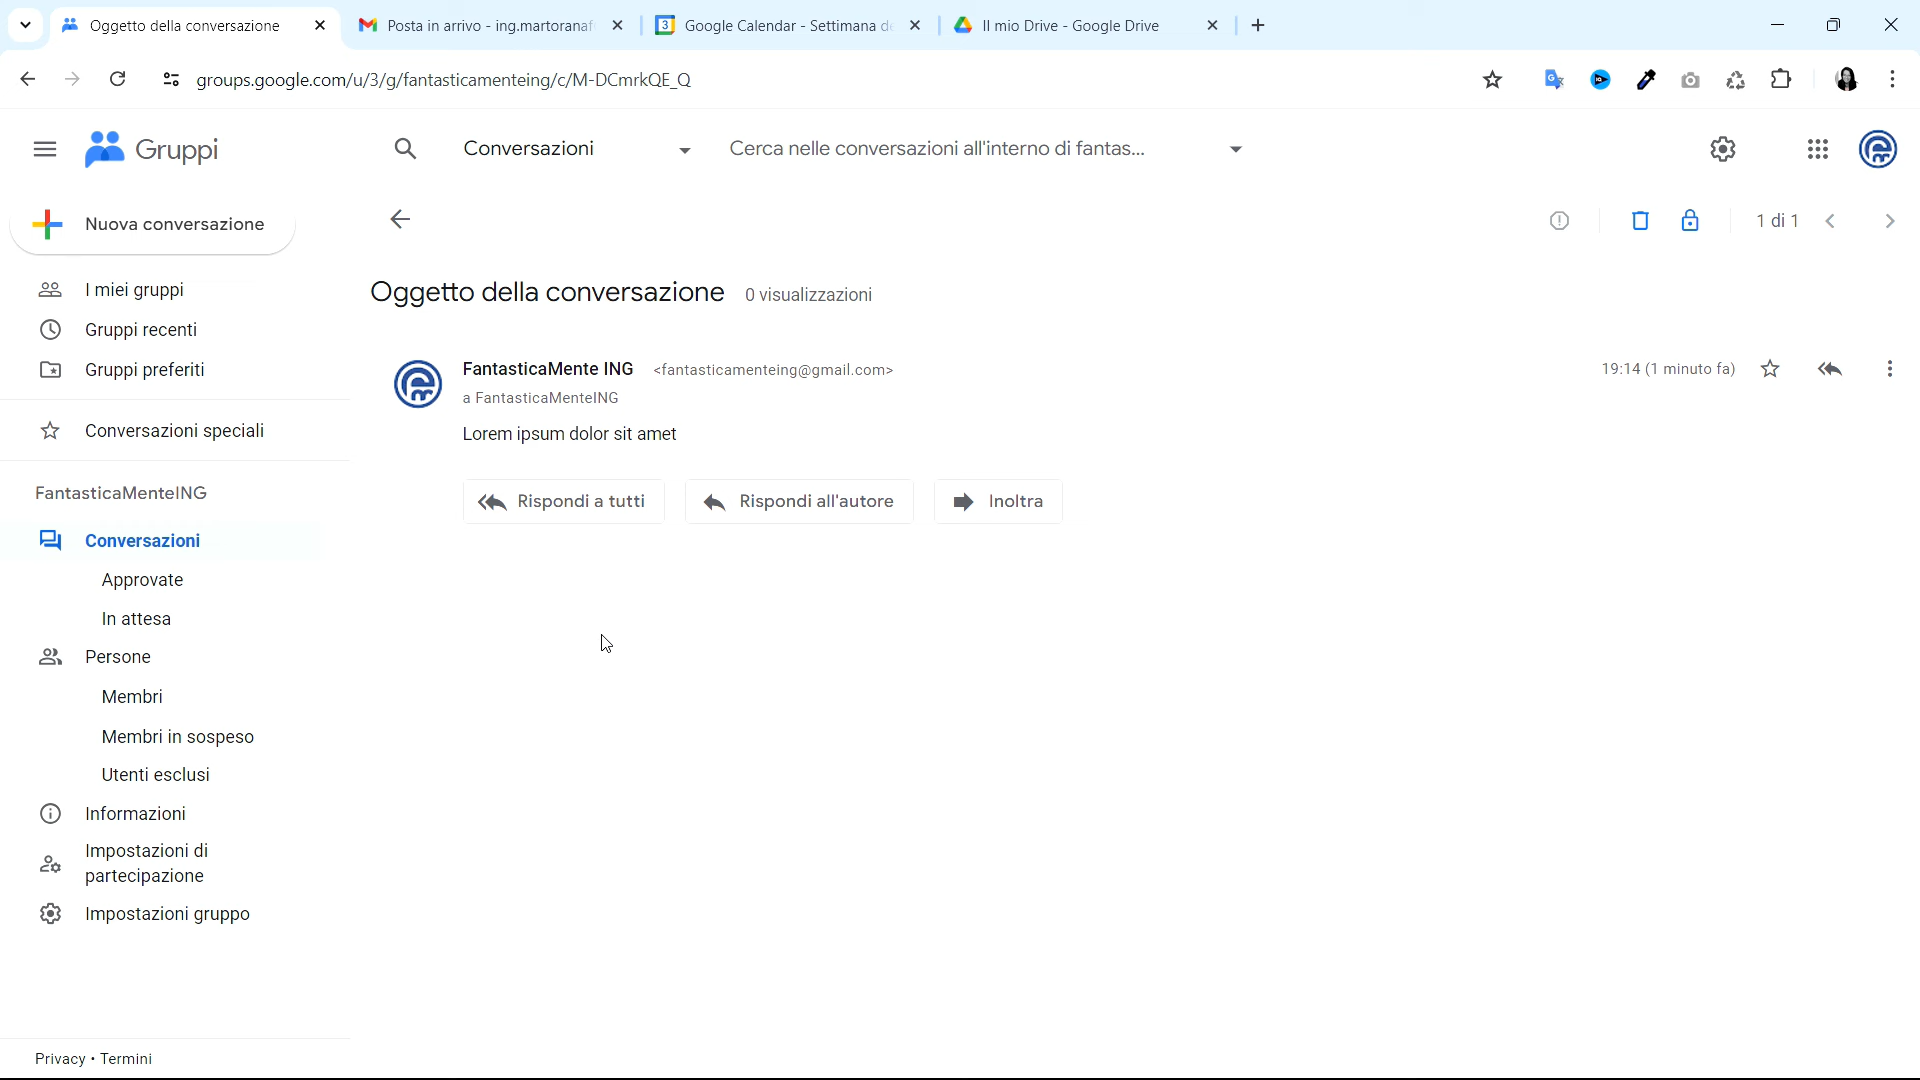 Oggetto della conversazione
Posta in arrivo - ing.martorana
Google Calendar - Settimana de
Il mio Drive - Google Drive
groups.google.com/u/3/g/fantasticamenteing/c/M-DCmrkQE_Q
Gruppi
Conversazioni
Cerca nelle conversazioni all'interno di fantas...
Nuova conversazione
1 di 1
I miei gruppi
Gruppi recenti
Gruppi preferiti
Conversazioni speciali
FantasticaMenteING
Conversazioni
Approvate
In attesa
Persone
Membri
Membri in sospeso
Utenti esclusi
Informazioni
Impostazioni di
partecipazione
Impostazioni gruppo
Privacy • Termini
Oggetto della conversazione 0 visualizzazioni
FantasticaMente ING <fantasticamenteing@gmail.com>
19:14 (1 minuto fa)
a FantasticaMenteING
Lorem ipsum dolor sit amet
Rispondi a tutti
Rispondi all'autore
Inoltra